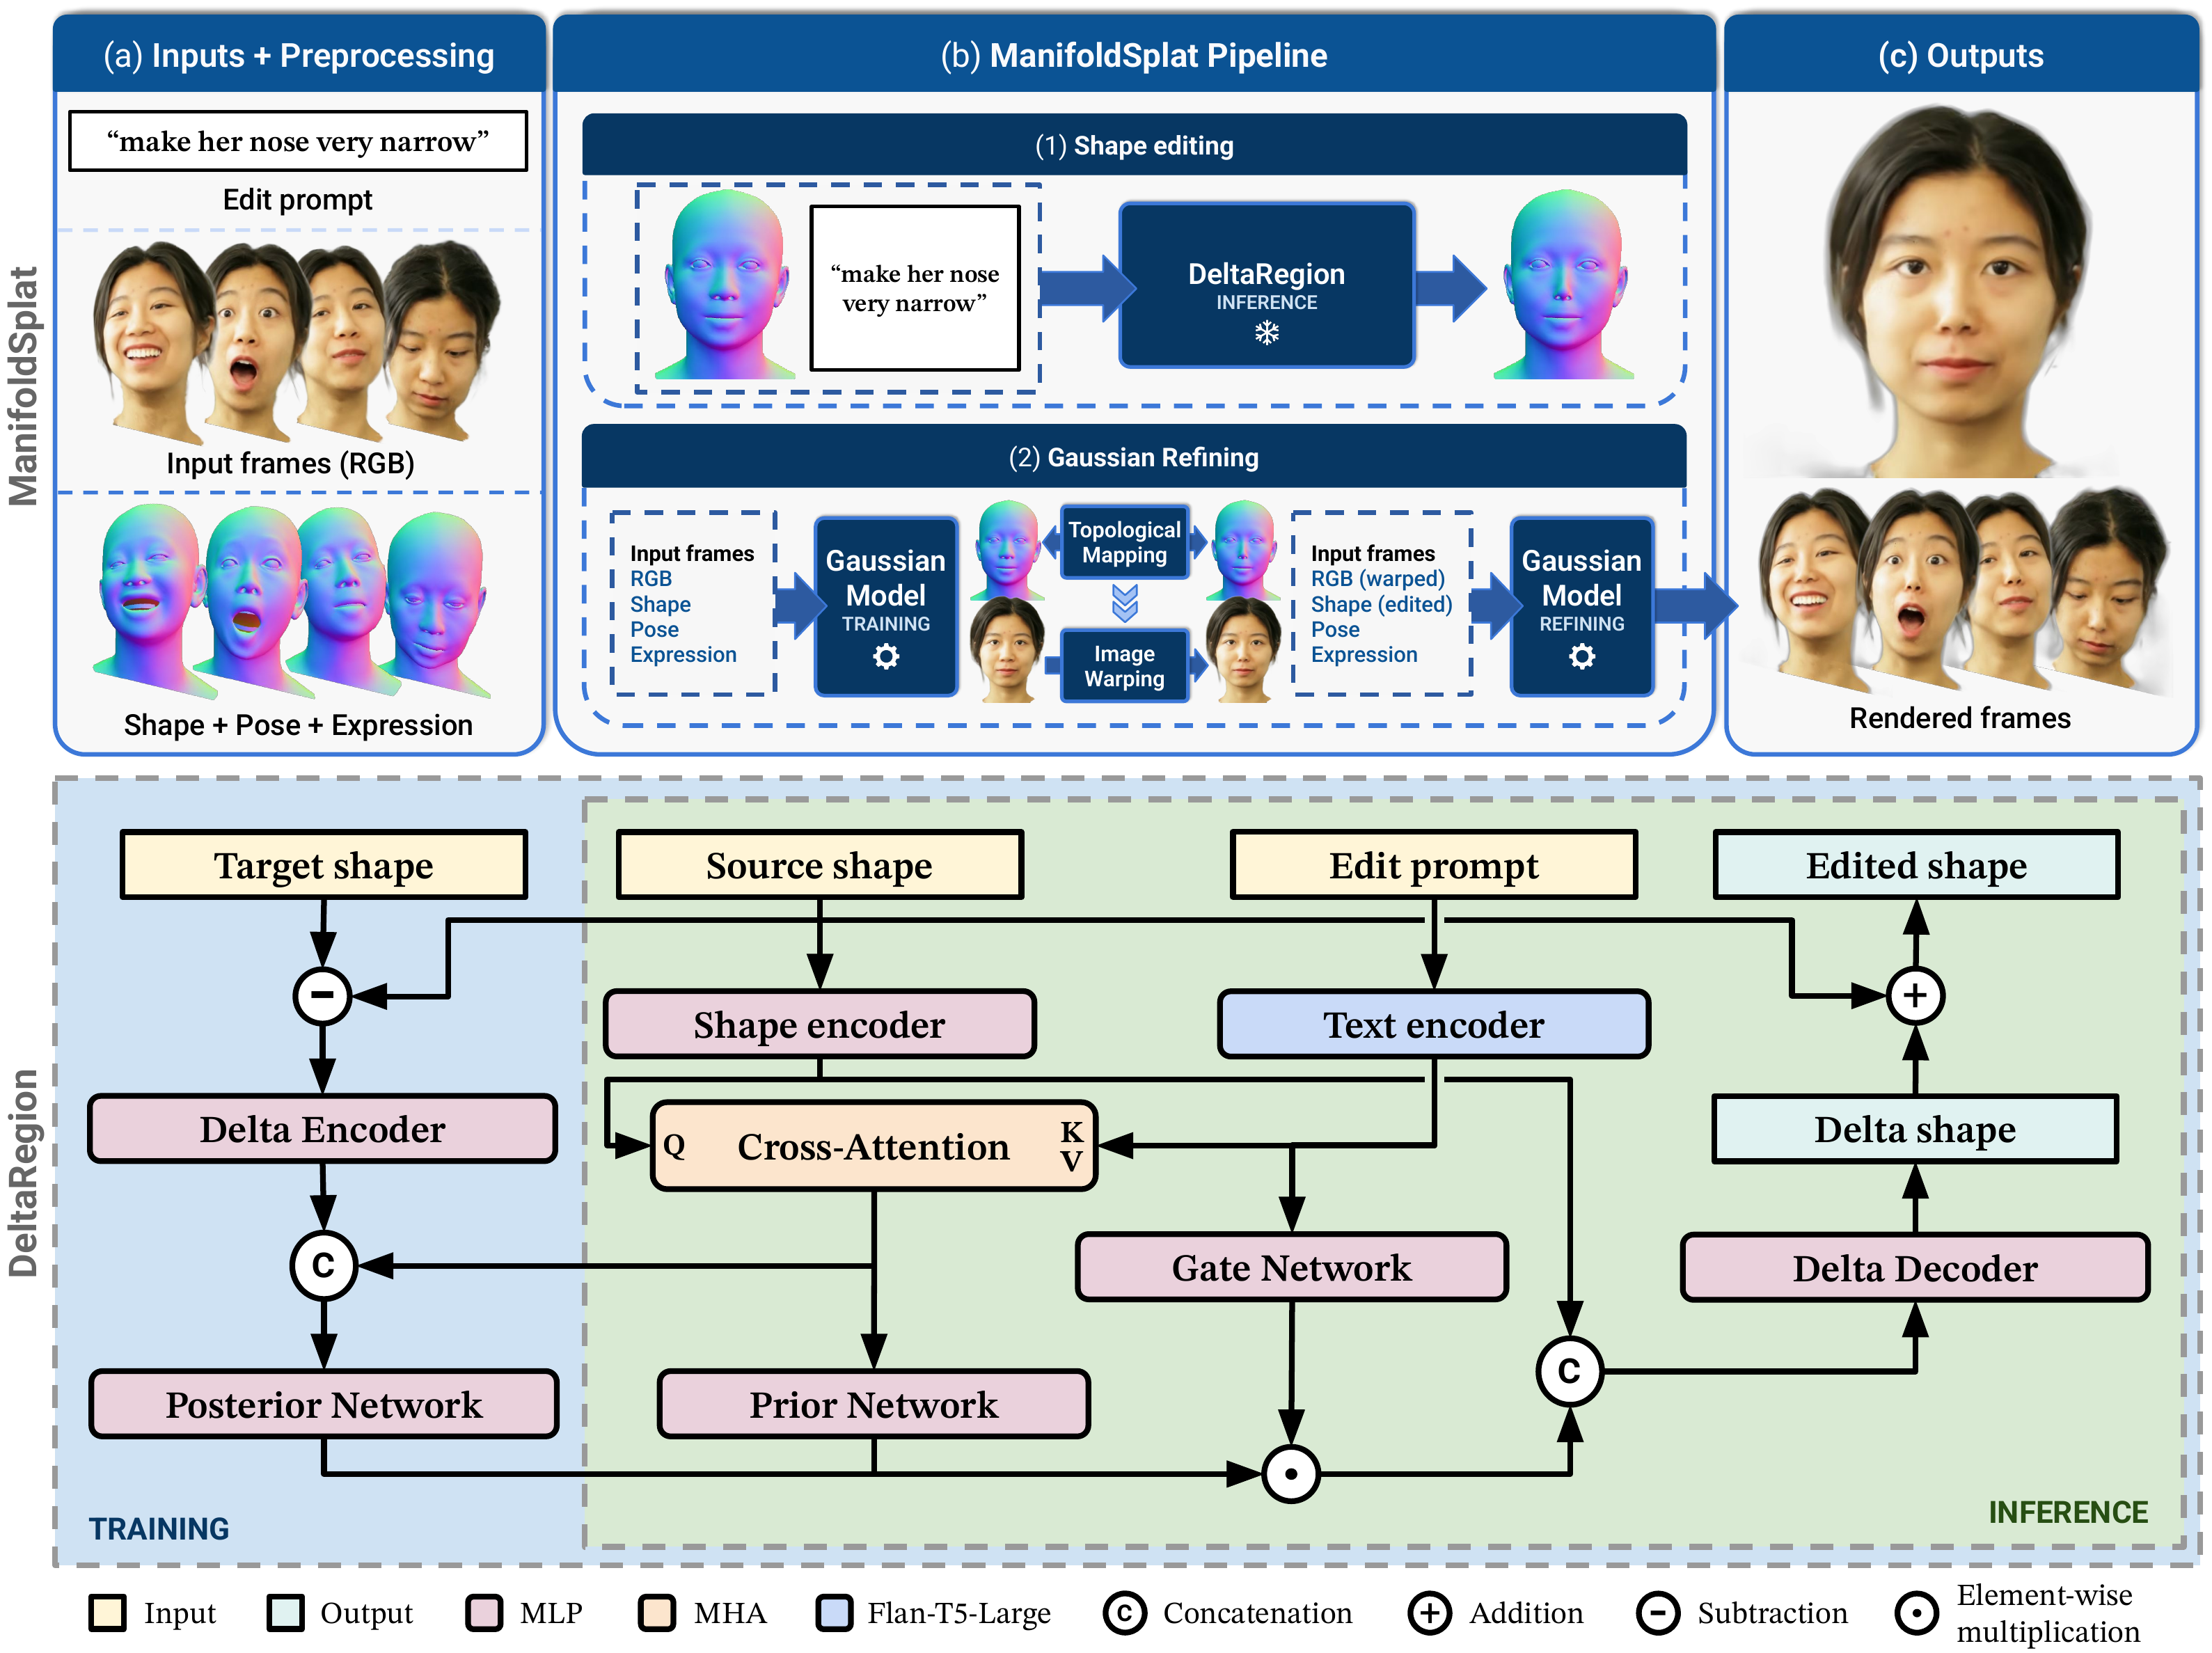 (a) Inputs + Preprocessing
(b) ManifoldSplat Pipeline
(c) Outputs
ManifoldSplat
“make her nose very narrow”
Edit prompt
Input frames (RGB)
Shape + Pose + Expression
(1) Shape editing
“make her nose
very narrow”
DeltaRegion
INFERENCE
(2) Gaussian Refining
Input frames
RGB
Shape
Pose
Expression
Gaussian
Model
TRAINING
Topological
Mapping
Image
Warping
Input frames
RGB (warped)
Shape (edited)
Pose
Expression
Gaussian
Model
REFINING
Rendered frames
DeltaRegion
Target shape
Source shape
Edit prompt
Edited shape
−
+
Shape encoder
Text encoder
Delta Encoder
Q
Cross-Attention
K
V
Delta shape
C
Gate Network
Delta Decoder
C
Posterior Network
Prior Network
TRAINING
INFERENCE
Input
Output
MLP
MHA
Flan-T5-Large
C
Concatenation
+
Addition
−
Subtraction
Element-wise
multiplication